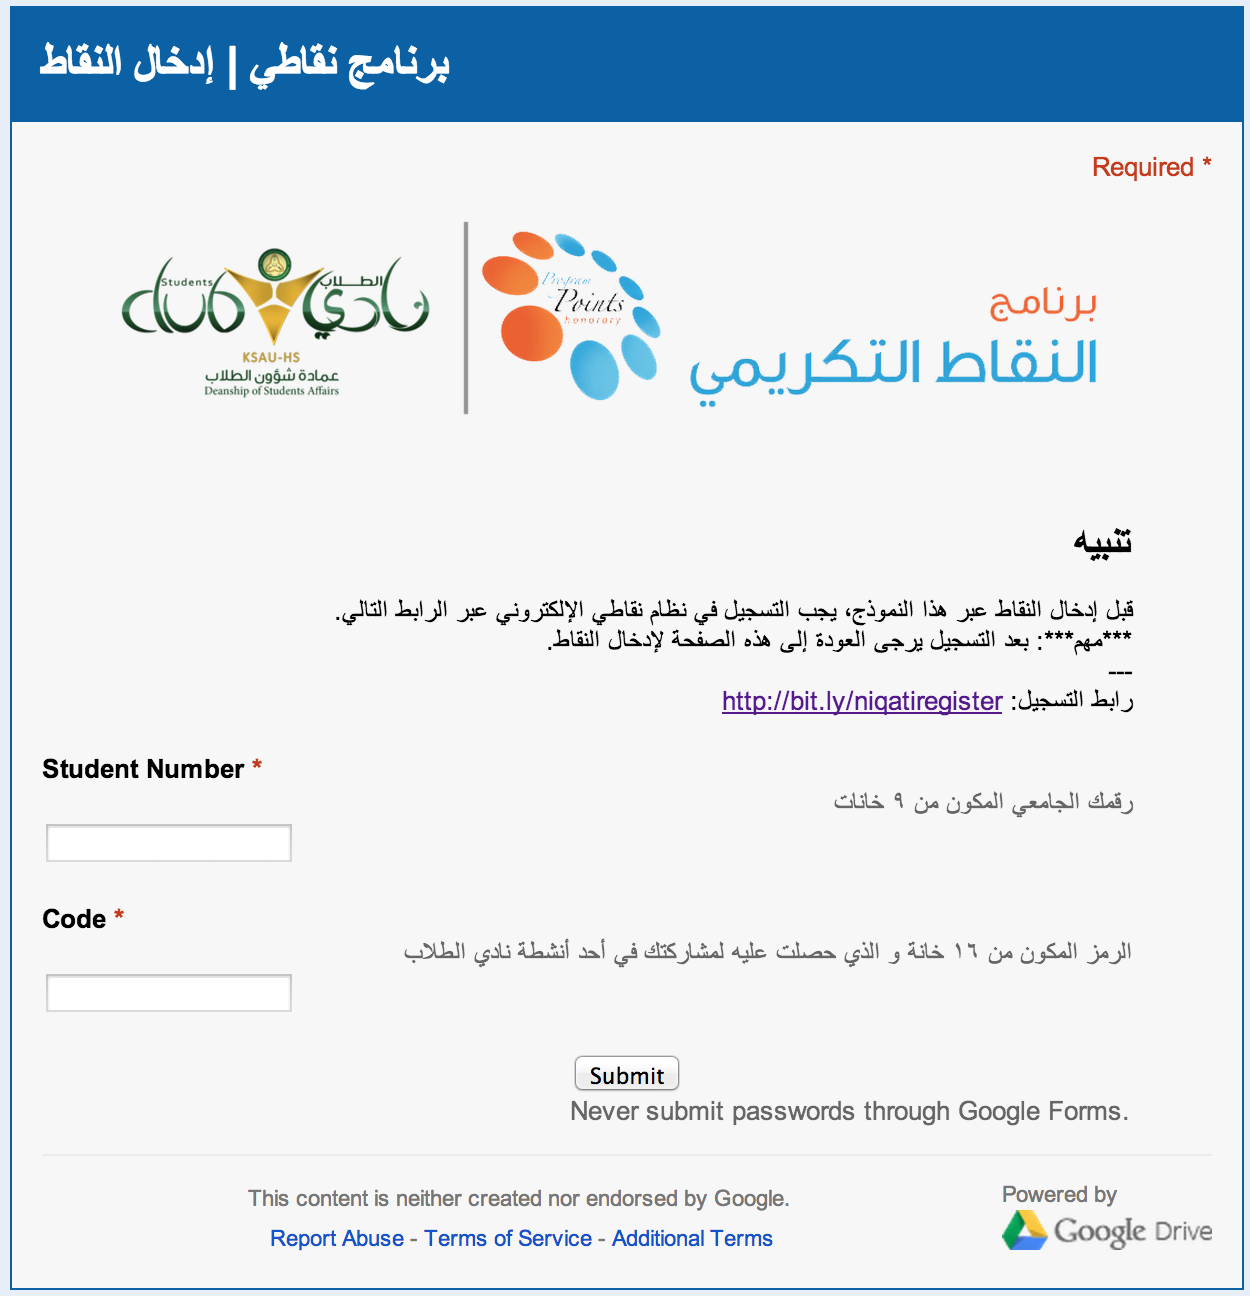 برنامج نقاطي | إدخال النقاط
Required *
Students
الطلاب
club
نادي
KSAU-HS
عمادة شؤون الطلاب
Deanship of Students Affairs
Program
Points
honorary
برنامج
النقاط التكريمي
تنبيه
قبل إدخال النقاط عبر هذا النموذج، يجب التسجيل في نظام نقاطي الإلكتروني عبر الرابط التالي.
***مهم***: بعد التسجيل يرجى العودة إلى هذه الصفحة لإدخال النقاط.
---
رابط التسجيل: http://bit.ly/niqatiregister
Student Number *
رقمك الجامعي المكون من ٩ خانات
Code *
الرمز المكون من ١٦ خانة و الذي حصلت عليه لمشاركتك في أحد أنشطة نادي الطلاب
Submit
Never submit passwords through Google Forms.
This content is neither created nor endorsed by Google.
Report Abuse - Terms of Service - Additional Terms
Powered by
Google Drive